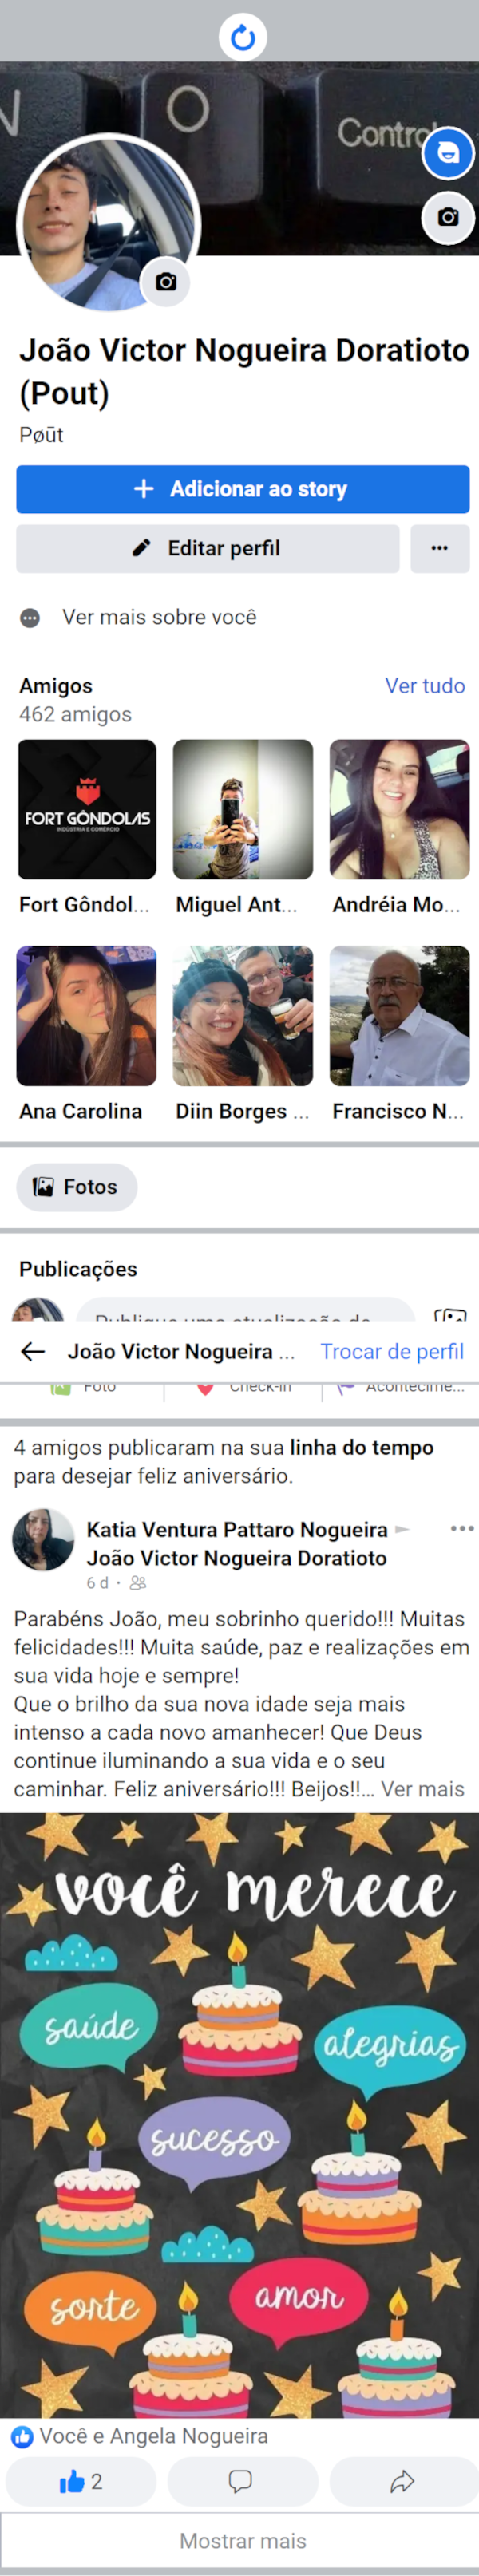 N
O
Control
João Victor Nogueira Doratioto
(Pout)
Pøūt
Adicionar ao story
Editar perfil
Ver mais sobre você
Amigos
Ver tudo
462 amigos
FORT GÔNDOLAS
INDÚSTRIA E COMÉRCIO
Fort Gôndol...
Miguel Ant...
Andréia Mo...
Ana Carolina
Diin Borges ...
Francisco N...
Fotos
Publicações
Publique uma atualização de
João Victor Nogueira ...
Trocar de perfil
Foto
Check-in
Acontecime...
4 amigos publicaram na sua linha do tempo
para desejar feliz aniversário.
Katia Ventura Pattaro Nogueira
João Victor Nogueira Doratioto
6 d ·
Parabéns João, meu sobrinho querido!!! Muitas
felicidades!!! Muita saúde, paz e realizações em
sua vida hoje e sempre!
Que o brilho da sua nova idade seja mais
intenso a cada novo amanhecer! Que Deus
continue iluminando a sua vida e o seu
caminhar. Feliz aniversário!!! Beijos!!... Ver mais
você merece
saúde
alegrias
sucesso
sorte
amor
Você e Angela Nogueira
2
Mostrar mais